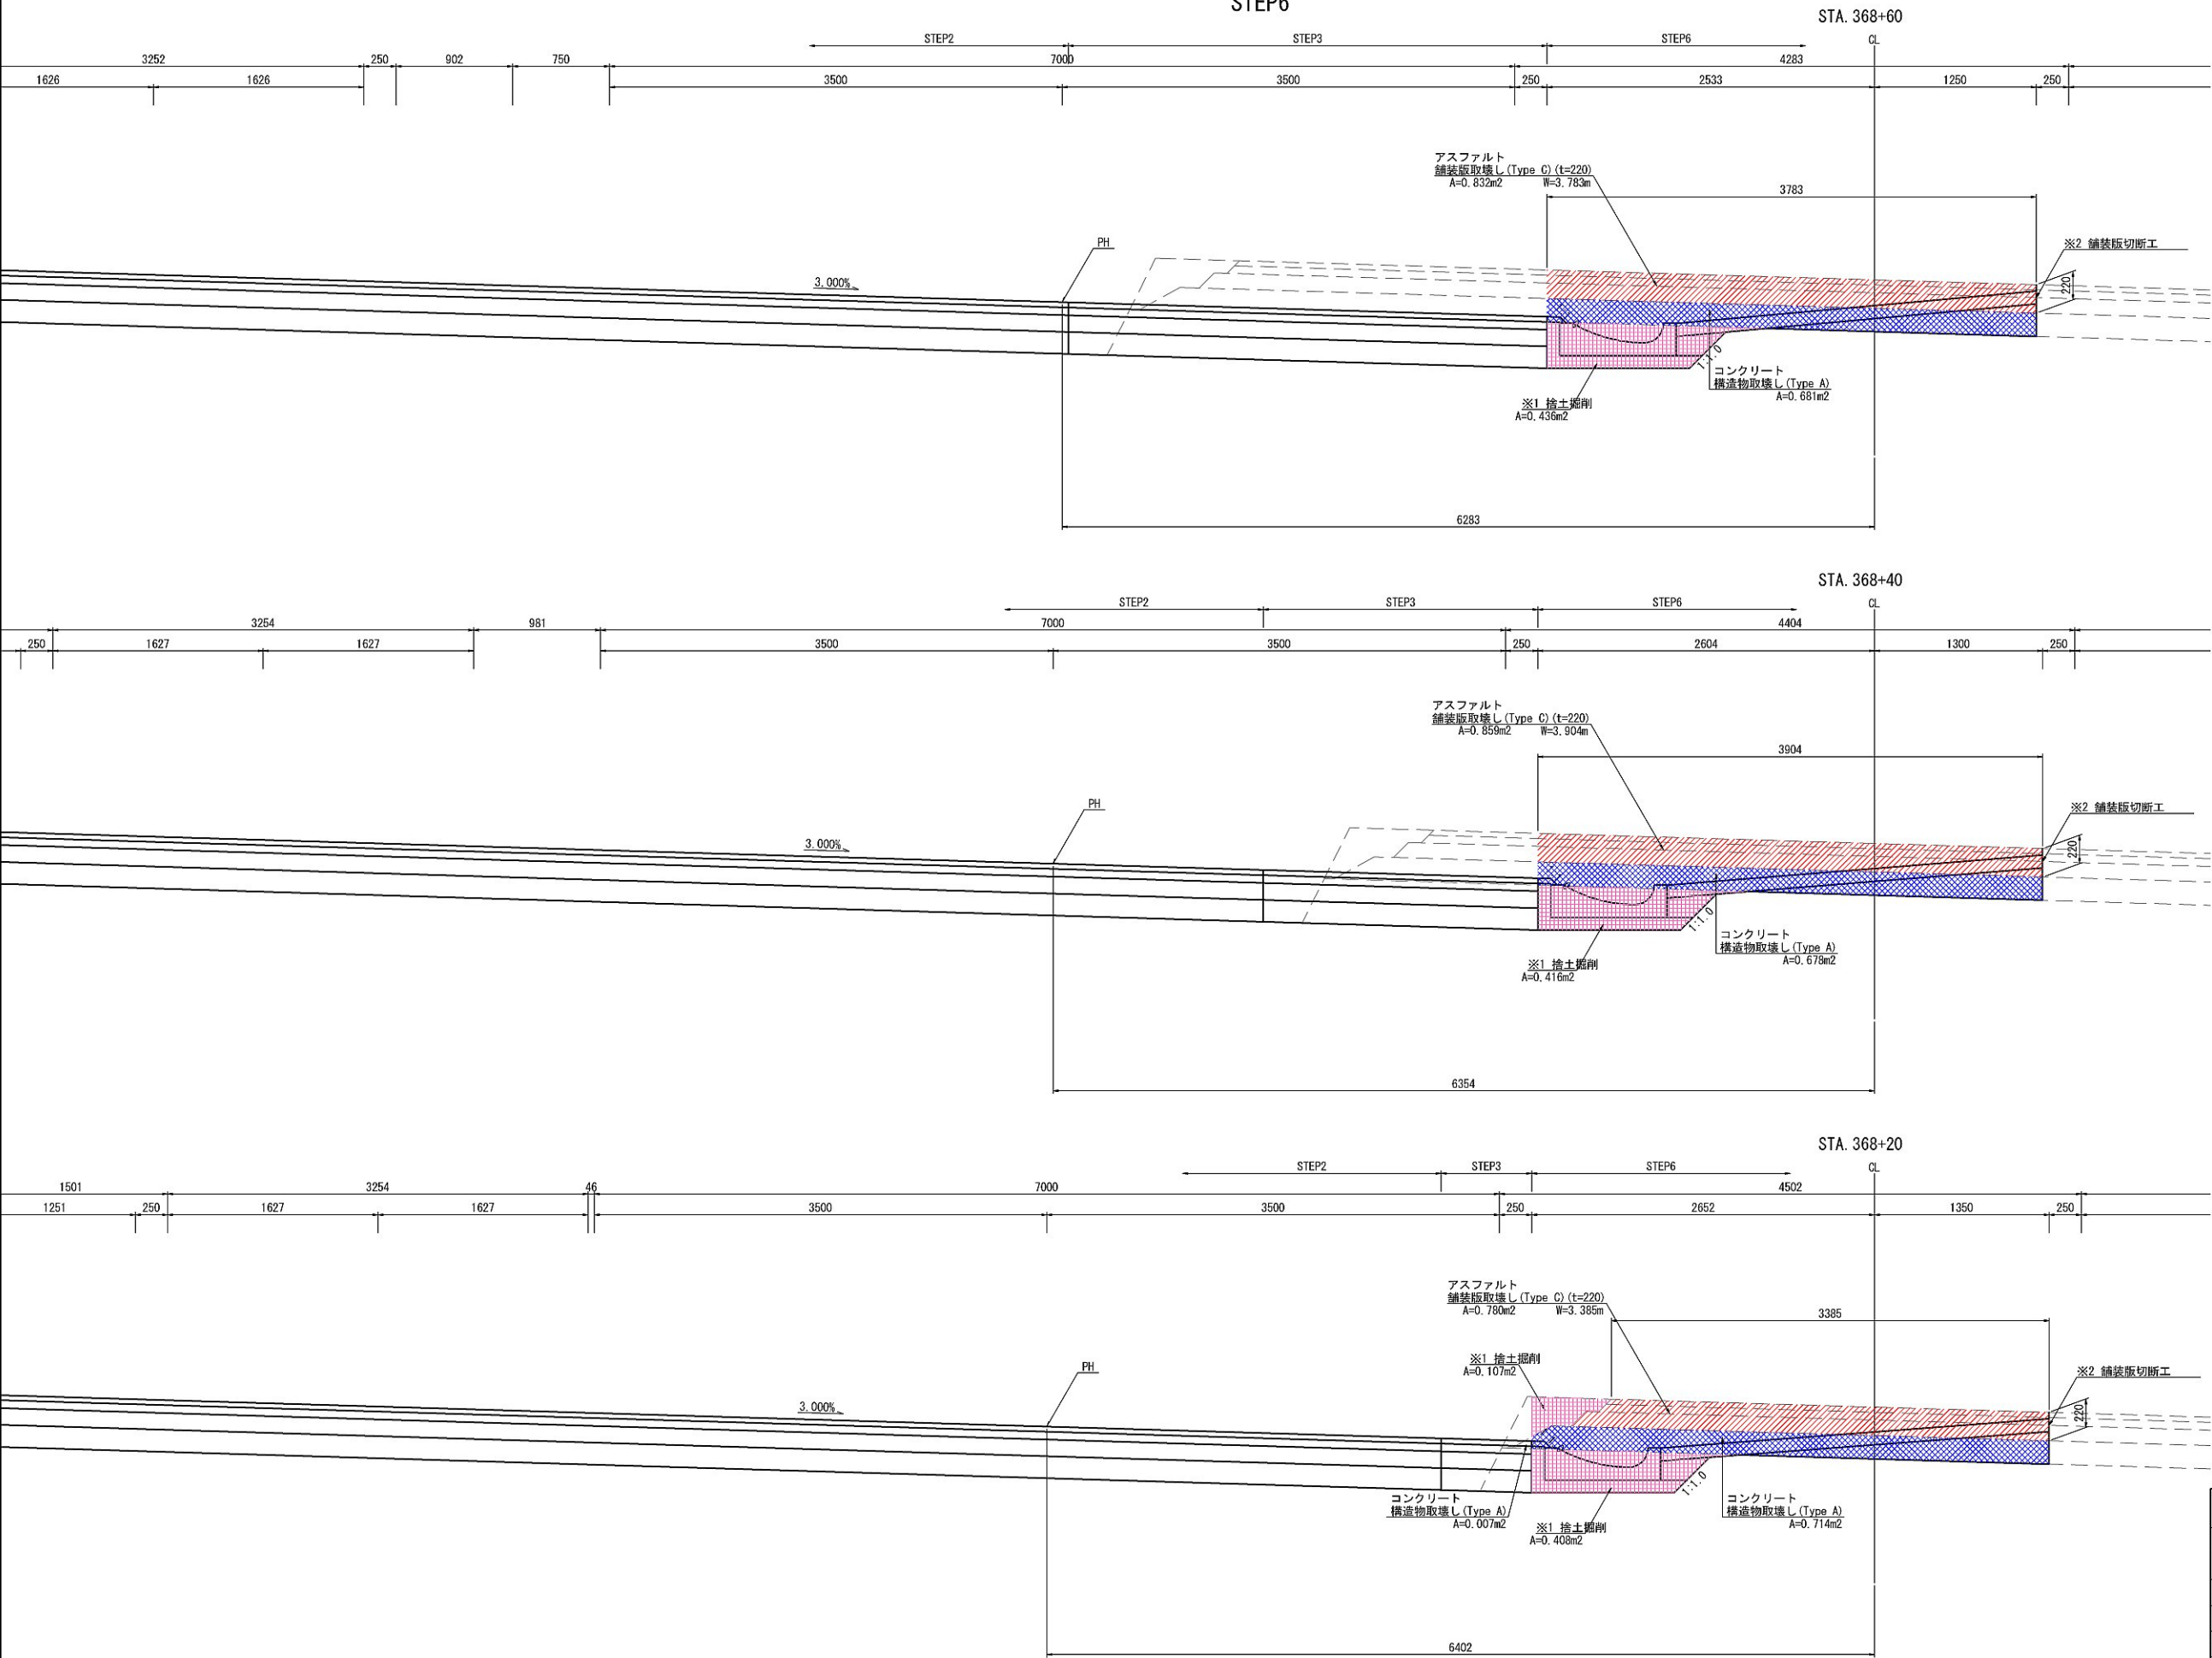 STEP6
STA. 368+60
STEP2 STEP3 STEP6 CL
3252 250 902 750 7000 4283
1626 1626 3500 3500 250 2533 1250 250
アスファルト
舗装版取壊し(Type C)(t=220)
A=0.832m2 W=3.783m
3783
PH
※2 舗装版切断工
3.000%
220
1:1.0
コンクリート
構造物取壊し(Type A)
A=0.681m2
※1 捨土掘削
A=0.436m2
6283
STA. 368+40
STEP2 STEP3 STEP6 CL
3254 981 7000 4404
250 1627 1627 3500 3500 250 2604 1300 250
アスファルト
舗装版取壊し(Type C)(t=220)
A=0.859m2 W=3.904m
3904
PH
※2 舗装版切断工
3.000%
220
1:1.0
コンクリート
構造物取壊し(Type A)
A=0.678m2
※1 捨土掘削
A=0.416m2
6354
STA. 368+20
STEP2 STEP3 STEP6 CL
1501 3254 46 7000 4502
1251 250 1627 1627 3500 3500 250 2652 1350 250
アスファルト
舗装版取壊し(Type C)(t=220)
A=0.780m2 W=3.385m
3385
※1 捨土掘削
A=0.107m2
PH
※2 舗装版切断工
3.000%
220
1:1.0
コンクリート
構造物取壊し(Type A)
A=0.007m2
コンクリート
構造物取壊し(Type A)
A=0.714m2
※1 捨土掘削
A=0.408m2
6402